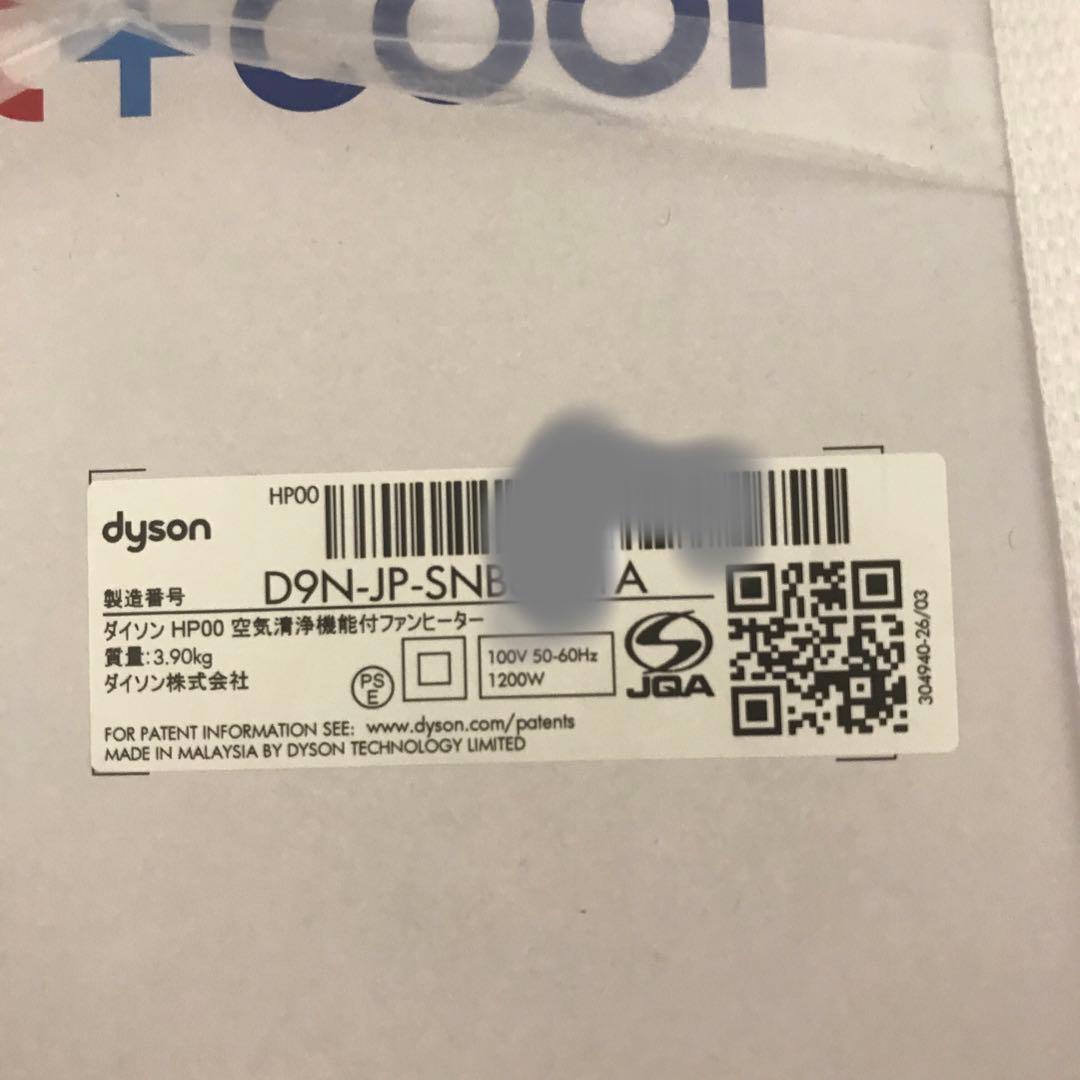 +cool
HP00
dyson
製造番号 D9N-JP-SNB A
ダイソン HP00 空気清浄機能付ファンヒーター
質量:3.90kg
ダイソン株式会社
PS
E
100V 50-60Hz
1200W
JQA
304940-26/03
FOR PATENT INFORMATION SEE: www.dyson.com/patents
MADE IN MALAYSIA BY DYSON TECHNOLOGY LIMITED